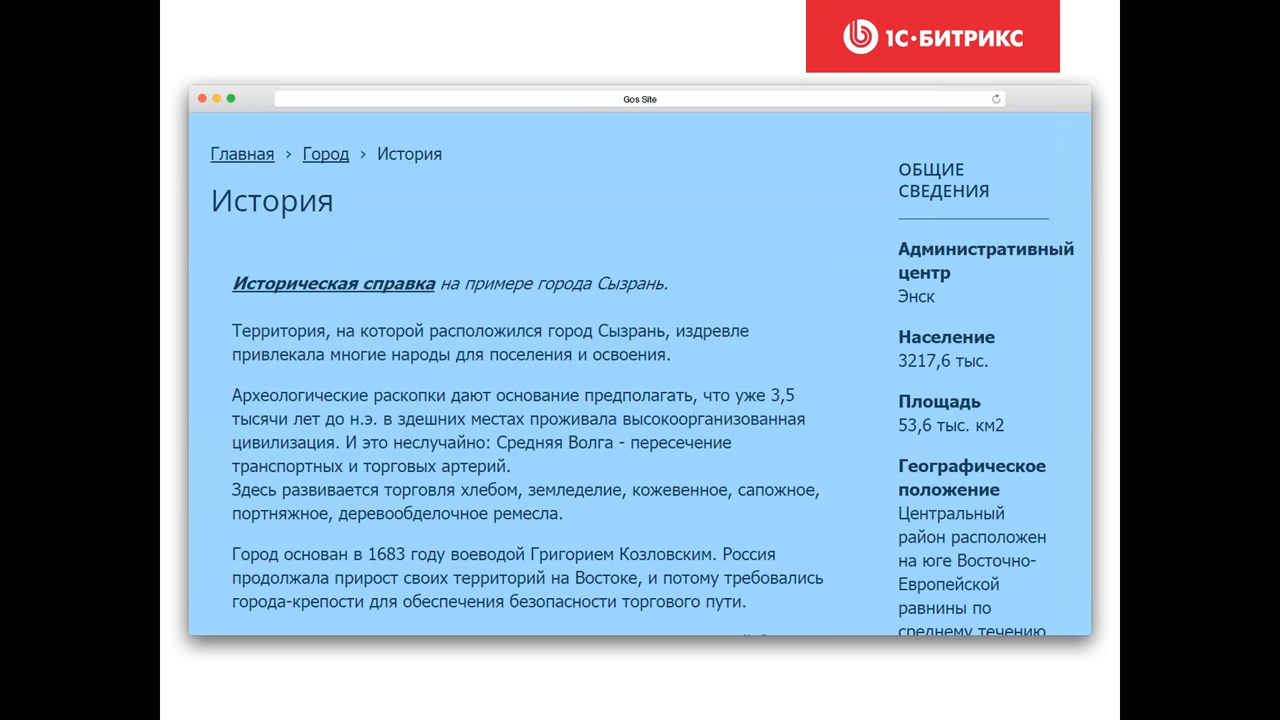 1С·БИТРИКС
Gos Site
Главная › Город › История
История
Историческая справка на примере города Сызрань.
Территория, на которой расположился город Сызрань, издревле
привлекала многие народы для поселения и освоения.
Археологические раскопки дают основание предполагать, что уже 3,5
тысячи лет до н.э. в здешних местах проживала высокоорганизованная
цивилизация. И это неслучайно: Средняя Волга - пересечение
транспортных и торговых артерий.
Здесь развивается торговля хлебом, земледелие, кожевенное, сапожное,
портняжное, деревообделочное ремесла.
Город основан в 1683 году воеводой Григорием Козловским. Россия
продолжала прирост своих территорий на Востоке, и потому требовались
города-крепости для обеспечения безопасности торгового пути.
ОБЩИЕ
СВЕДЕНИЯ
Административный
центр
Энск
Население
3217,6 тыс.
Площадь
53,6 тыс. км2
Географическое
положение
Центральный
район расположен
на юге Восточно-
Европейской
равнины по
среднему течению